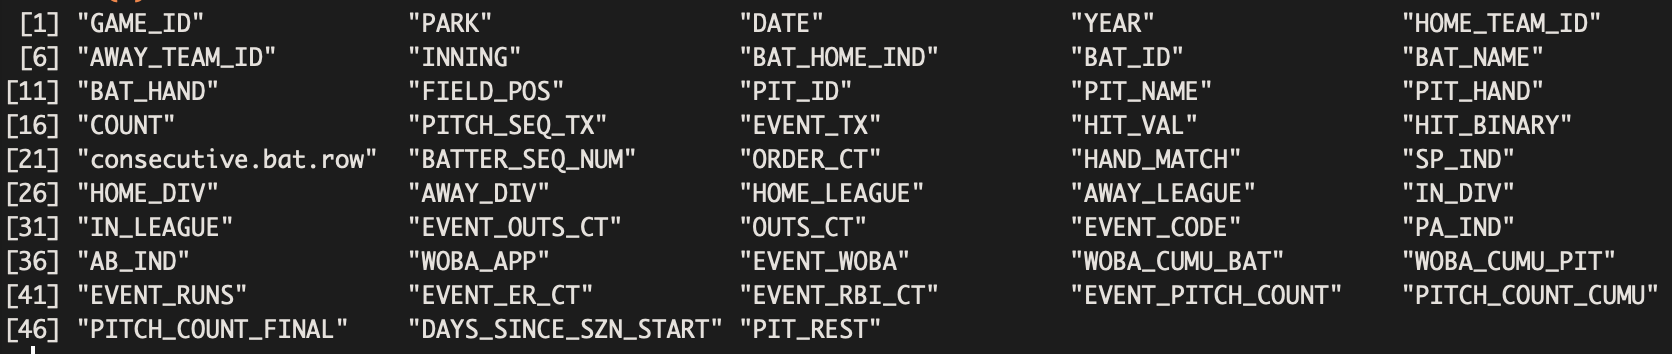 [1] "GAME_ID" "PARK" "DATE" "YEAR" "HOME_TEAM_ID"
[6] "AWAY_TEAM_ID" "INNING" "BAT_HOME_IND" "BAT_ID" "BAT_NAME"
[11] "BAT_HAND" "FIELD_POS" "PIT_ID" "PIT_NAME" "PIT_HAND"
[16] "COUNT" "PITCH_SEQ_TX" "EVENT_TX" "HIT_VAL" "HIT_BINARY"
[21] "consecutive.bat.row" "BATTER_SEQ_NUM" "ORDER_CT" "HAND_MATCH" "SP_IND"
[26] "HOME_DIV" "AWAY_DIV" "HOME_LEAGUE" "AWAY_LEAGUE" "IN_DIV"
[31] "IN_LEAGUE" "EVENT_OUTS_CT" "OUTS_CT" "EVENT_CODE" "PA_IND"
[36] "AB_IND" "WOBA_APP" "EVENT_WOBA" "WOBA_CUMU_BAT" "WOBA_CUMU_PIT"
[41] "EVENT_RUNS" "EVENT_ER_CT" "EVENT_RBI_CT" "EVENT_PITCH_COUNT" "PITCH_COUNT_CUMU"
[46] "PITCH_COUNT_FINAL" "DAYS_SINCE_SZN_START" "PIT_REST"